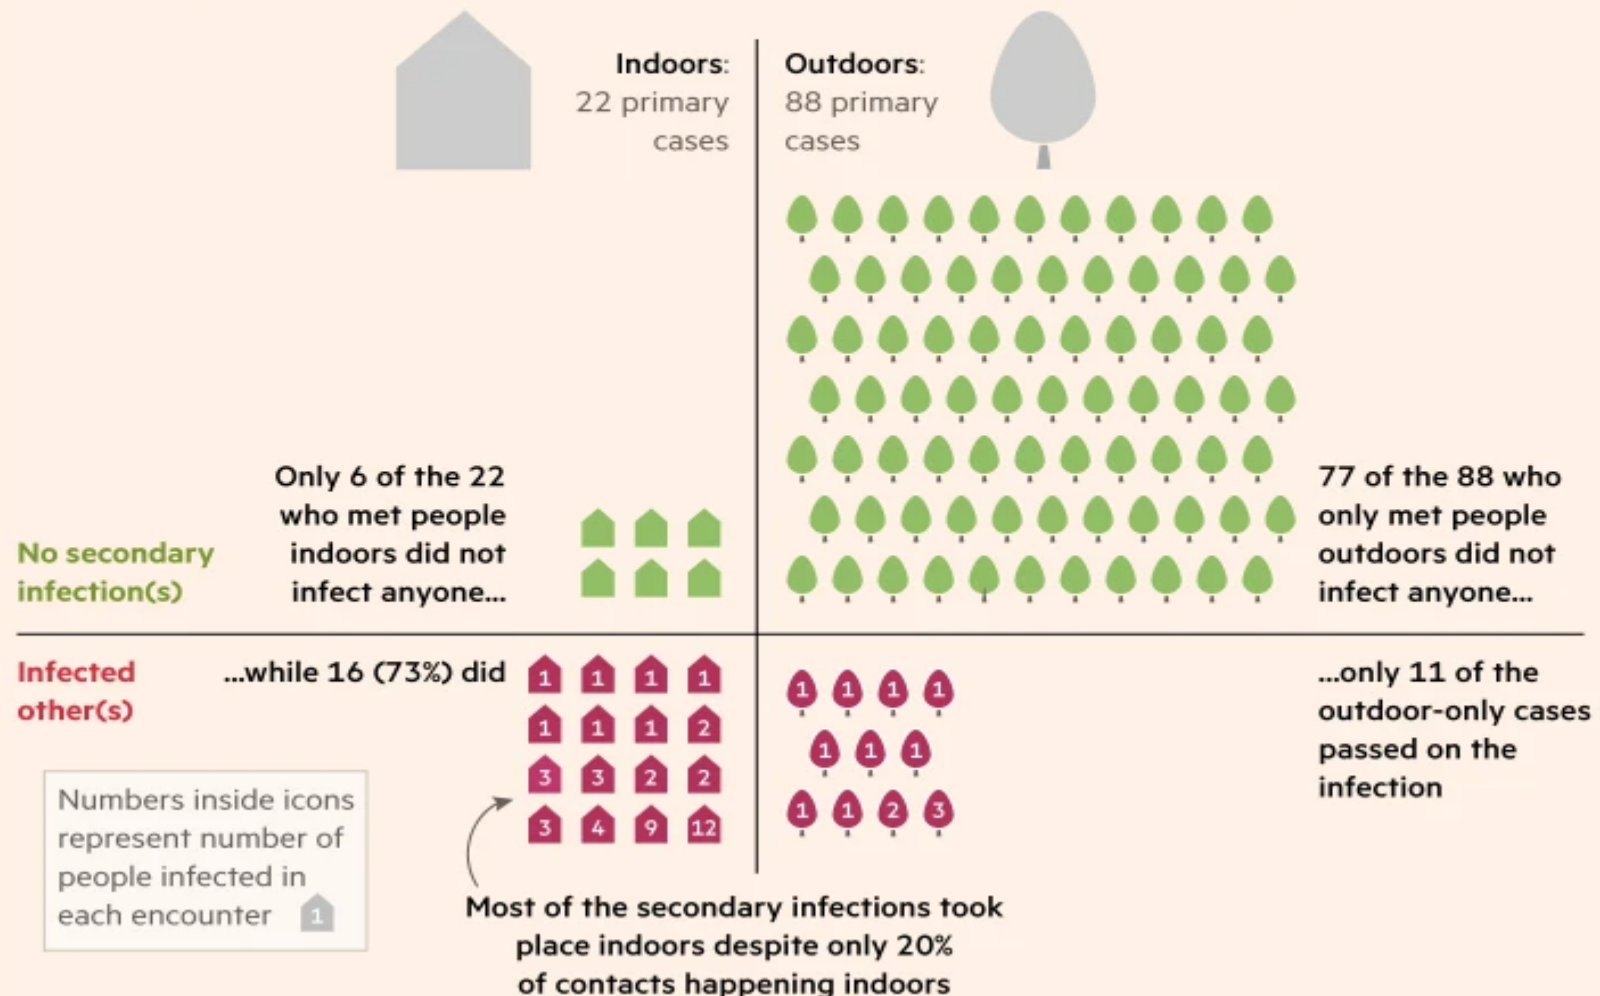 Indoors:
22 primary
cases
Outdoors:
88 primary
cases
Only 6 of the 22
who met people
indoors did not
infect anyone...
No secondary
infection(s)
77 of the 88 who
only met people
outdoors did not
infect anyone...
Infected
other(s)
...while 16 (73%) did
1 1 1 1
1 1 1 2
3 3 2 2
3 4 9 12
1 1 1 1
1 1 1
1 1 2 3
...only 11 of the
outdoor-only cases
passed on the
infection
Numbers inside icons
represent number of
people infected in
each encounter 1
Most of the secondary infections took
place indoors despite only 20%
of contacts happening indoors